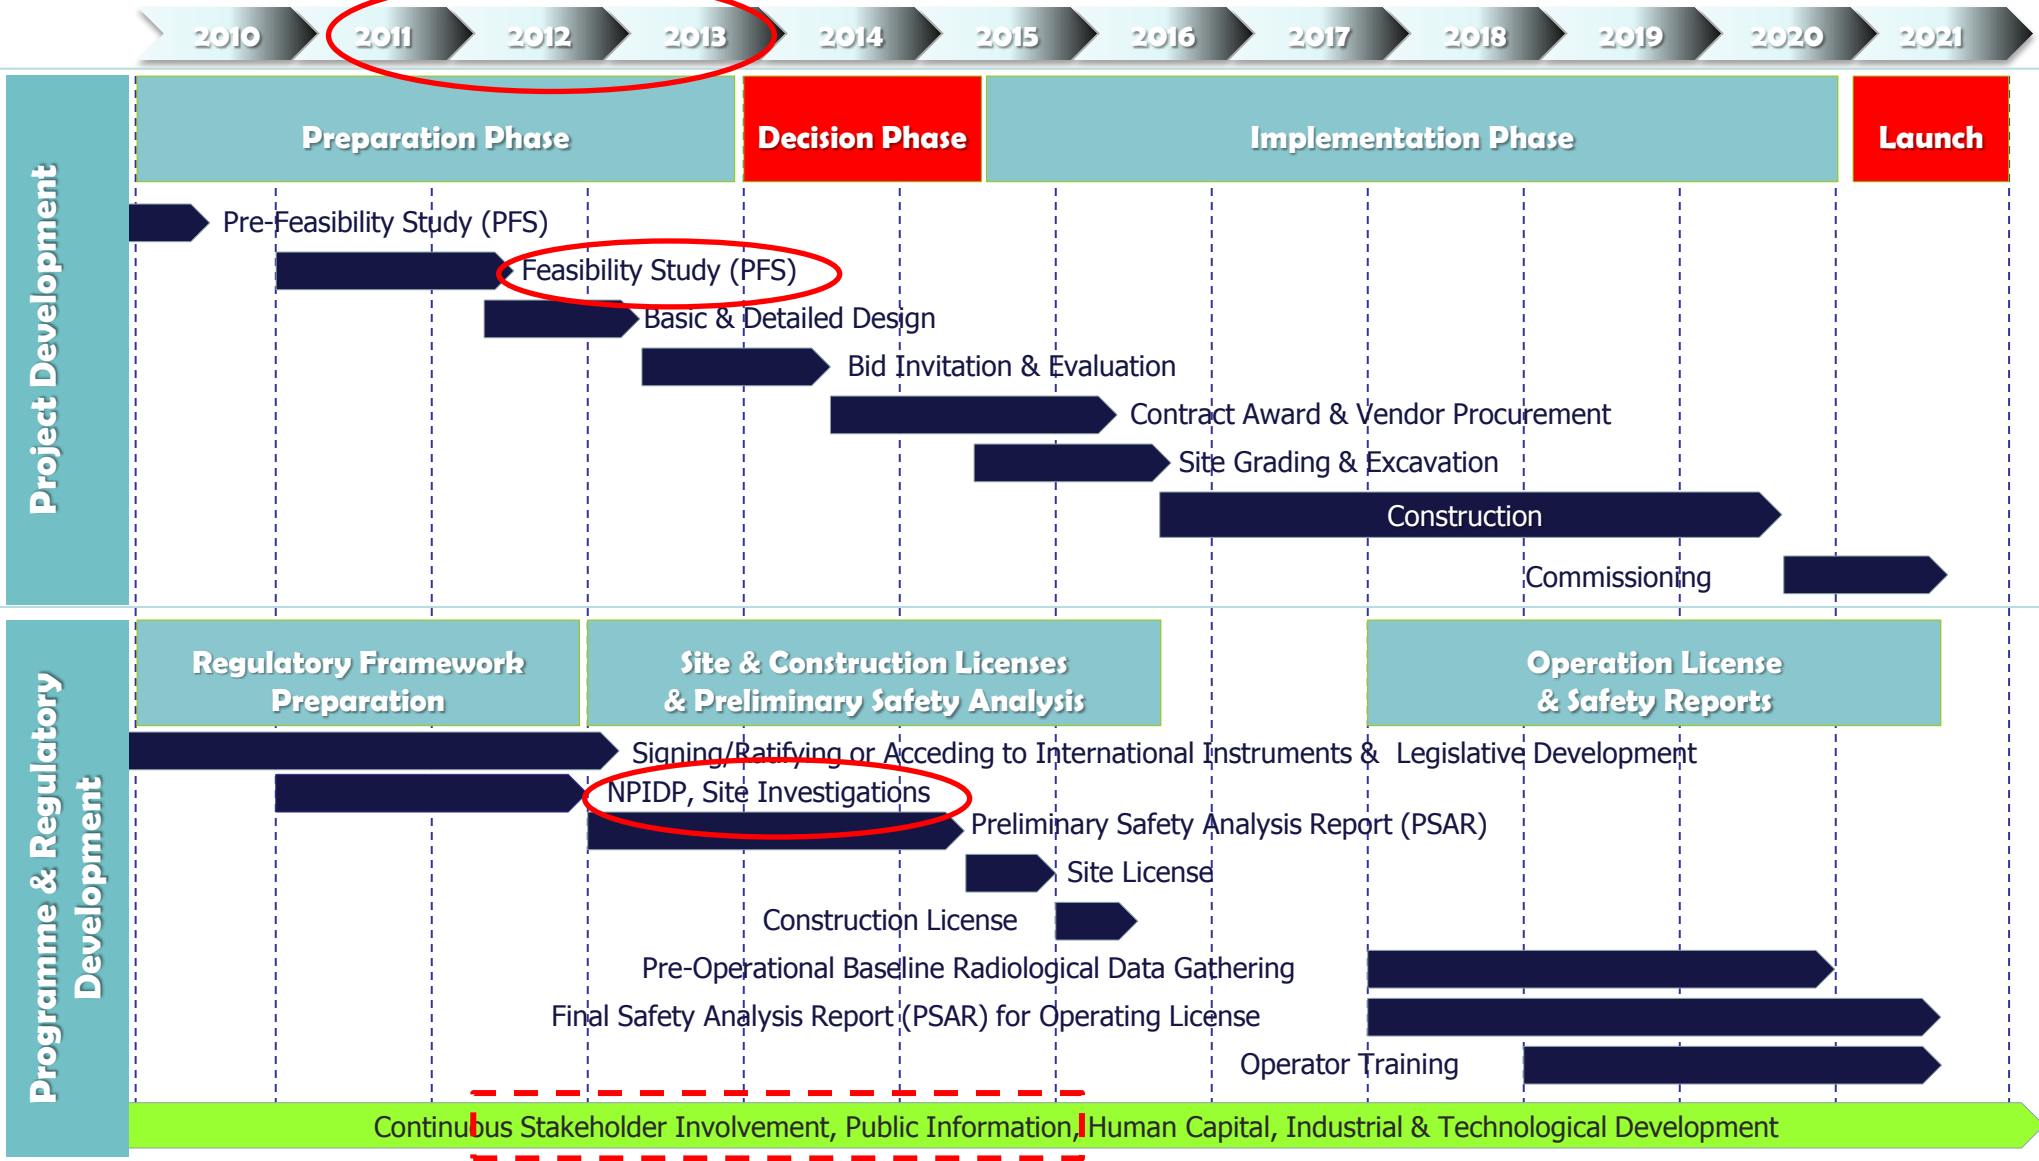 2010 2011 2012 2013 2014 2015 2016 2017 2018 2019 2020 2021
Project Development
Preparation Phase
Decision Phase
Implementation Phase
Launch
Pre-Feasibility Study (PFS)
Feasibility Study (PFS)
Basic & Detailed Design
Bid Invitation & Evaluation
Contract Award & Vendor Procurement
Site Grading & Excavation
Construction
Commissioning
Programme & Regulatory
Development
Regulatory Framework
Preparation
Site & Construction Licenses
& Preliminary Safety Analysis
Operation License
& Safety Reports
Signing/Ratifying or Acceding to International Instruments & Legislative Development
NPIDP, Site Investigations
Preliminary Safety Analysis Report (PSAR)
Site License
Construction License
Pre-Operational Baseline Radiological Data Gathering
Final Safety Analysis Report (PSAR) for Operating License
Operator Training
Continuous Stakeholder Involvement, Public Information, Human Capital, Industrial & Technological Development